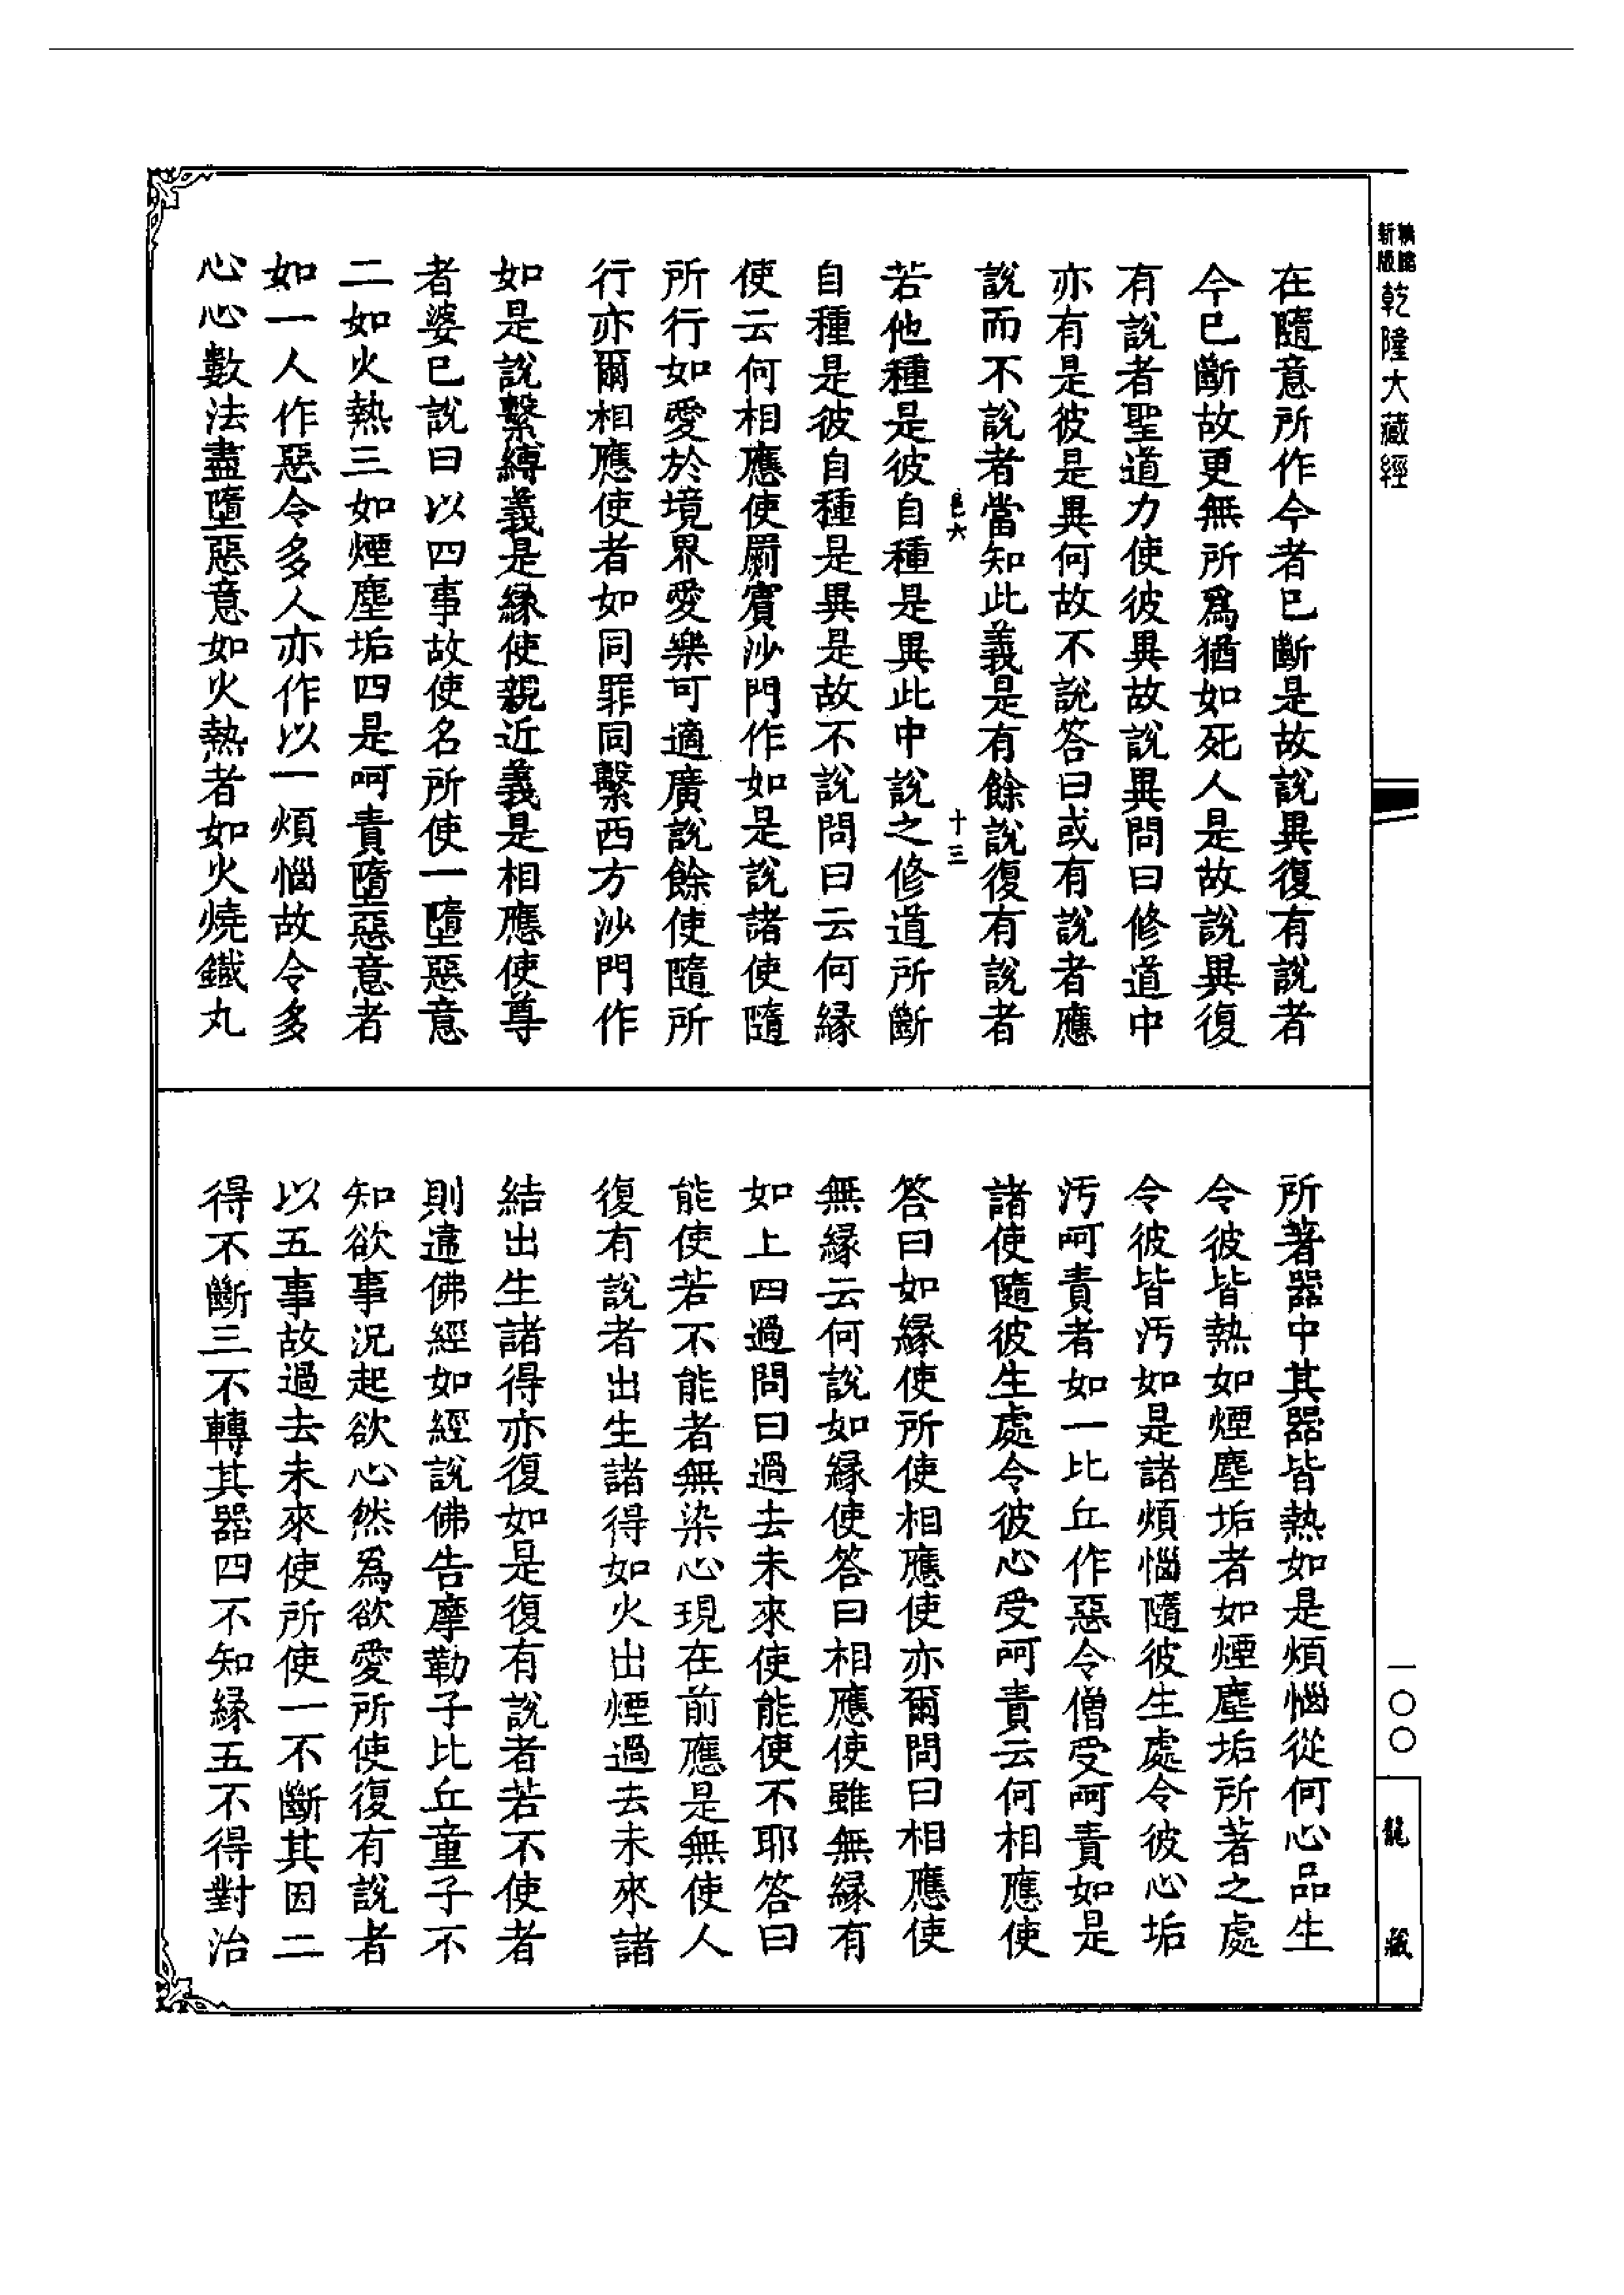 新版
乾隆大藏經
在隨意所作今者已斷是故說異復有說者
今已斷故更無所爲猶如死人是故說異復
有說者聖道力使彼異故說異問曰修道中
亦有是彼是異何故不說答曰或有說者應
說而不說者當知此義是有餘說復有說者
邑六
十三
若他種是彼自種是異此中說之修道所斷
自種是彼自種是異是故不說問曰云何緣
使云何相應使罽賓沙門作如是說諸使隨
所行如愛於境界愛樂可適廣說餘使隨所
行亦爾相應使者如同罪同繫西方沙門作
如是說繫縛義是緣使親近義是相應使尊
者婆已說曰以四事故使名所使一墮惡意
二如火熱三如煙塵垢四是呵責墮惡意者
如一人作惡令多人亦作以一煩惱故令多
心心數法盡墮惡意如火熱者如火燒鐵丸
所著器中其器皆熱如是煩惱從何心品生
令彼皆熱如煙塵垢者如煙塵垢所著之處
令彼皆汚如是諸煩惱隨彼生處令彼心垢
汚呵責者如一比丘作惡令僧受呵責如是
諸使隨彼生處令彼心受呵責云何相應使
答曰如緣使所使相應使亦爾問曰相應使
無緣云何說如緣使答曰相應使雖無緣有
如上四過問曰過去未來使能使不耶答曰
能使若不能者無染心現在前應是無使人
復有說者出生諸得如火出煙過去未來諸
結出生諸得亦復如是復有說者若不使者
則違佛經如經說佛告摩勒子比丘童子不
知欲事況起欲心然爲欲愛所使復有說者
以五事故過去未來使所使一不斷其因二
得不斷三不轉其器四不知緣五不得對治
一〇〇
龍藏